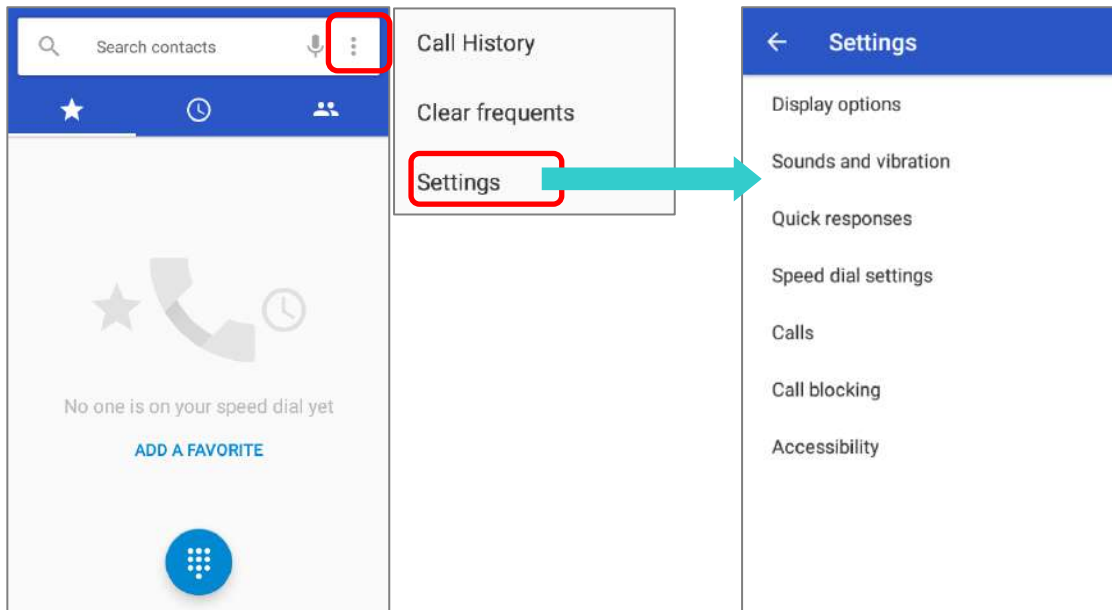 Search contacts
No one is on your speed dial yet
ADD A FAVORITE
Call History
Clear frequents
Settings
Settings
Display options
Sounds and vibration
Quick responses
Speed dial settings
Calls
Call blocking
Accessibility